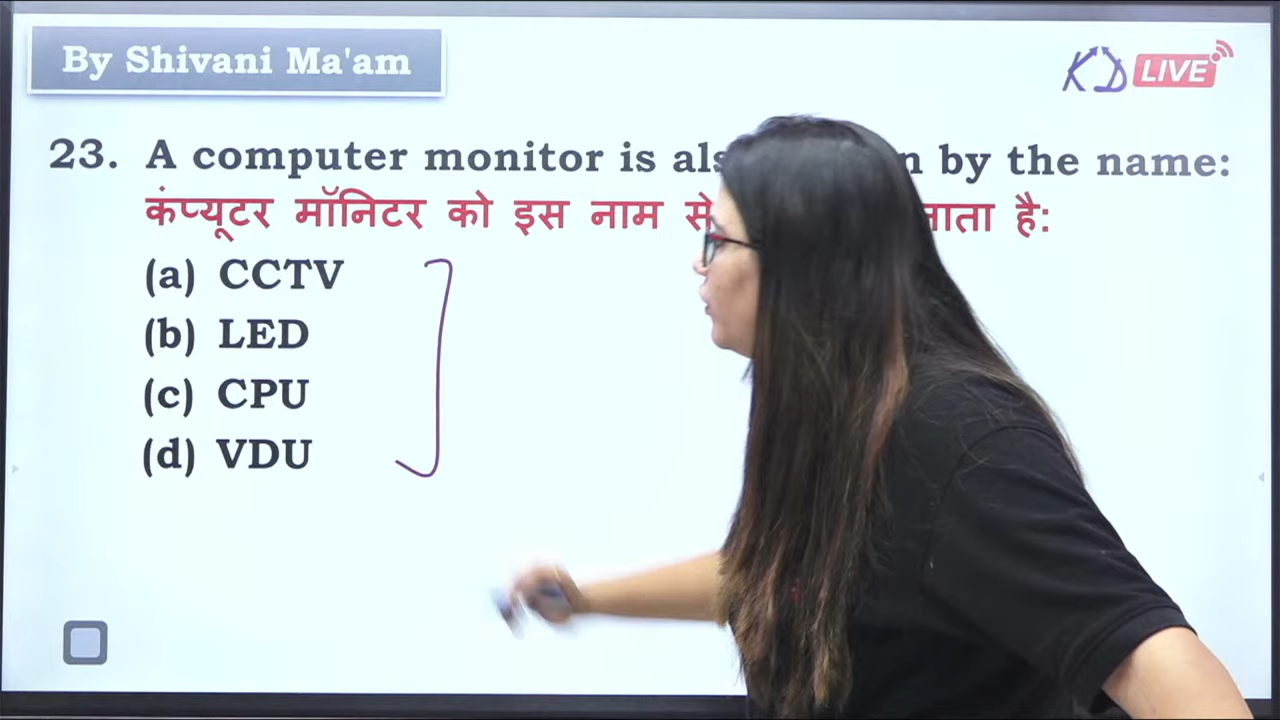 By Shivani Ma'am
KD LIVE
23. A computer monitor is by the name:
कंप्यूटर मॉनिटर को इस नाम से है:
(a) CCTV
(b) LED
(c) CPU
(d) VDU